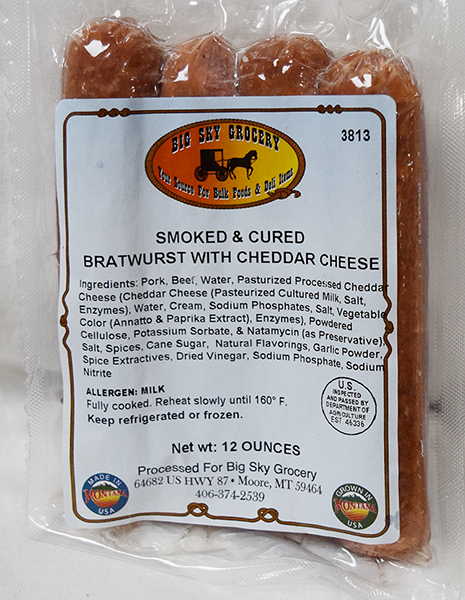 BIG SKY GROCERY
3813
Your Source For Bulk Foods & Deli Items
SMOKED & CURED
BRATWURST WITH CHEDDAR CHEESE
Ingredients: Pork, Beef, Water, Pasturized Processed Cheddar
Cheese (Cheddar Cheese (Pasteurized Cultured Milk, Salt,
Enzymes), Water, Cream, Sodium Phosphates, Salt, Vegetable
Color (Annatto & Paprika Extract), Enzymes), Powdered
Cellulose, Potassium Sorbate, & Natamycin (as Preservative)
Salt, Spices, Cane Sugar, Natural Flavorings, Garlic Powder,
Spice Extractives, Dried Vinegar, Sodium Phosphate, Sodium
Nitrite
ALLERGEN: MILK
Fully cooked. Reheat slowly until 160° F.
Keep refrigerated or frozen.
U.S.
INSPECTED
AND PASSED BY
DEPARTMENT OF
AGRICULTURE
EST. 46336
Net wt: 12 OUNCES
Processed For Big Sky Grocery
64682 US HWY 87 • Moore, MT 59464
406-374-2539
MADE IN
MONTANA
USA
GROWN IN
MONTANA
USA